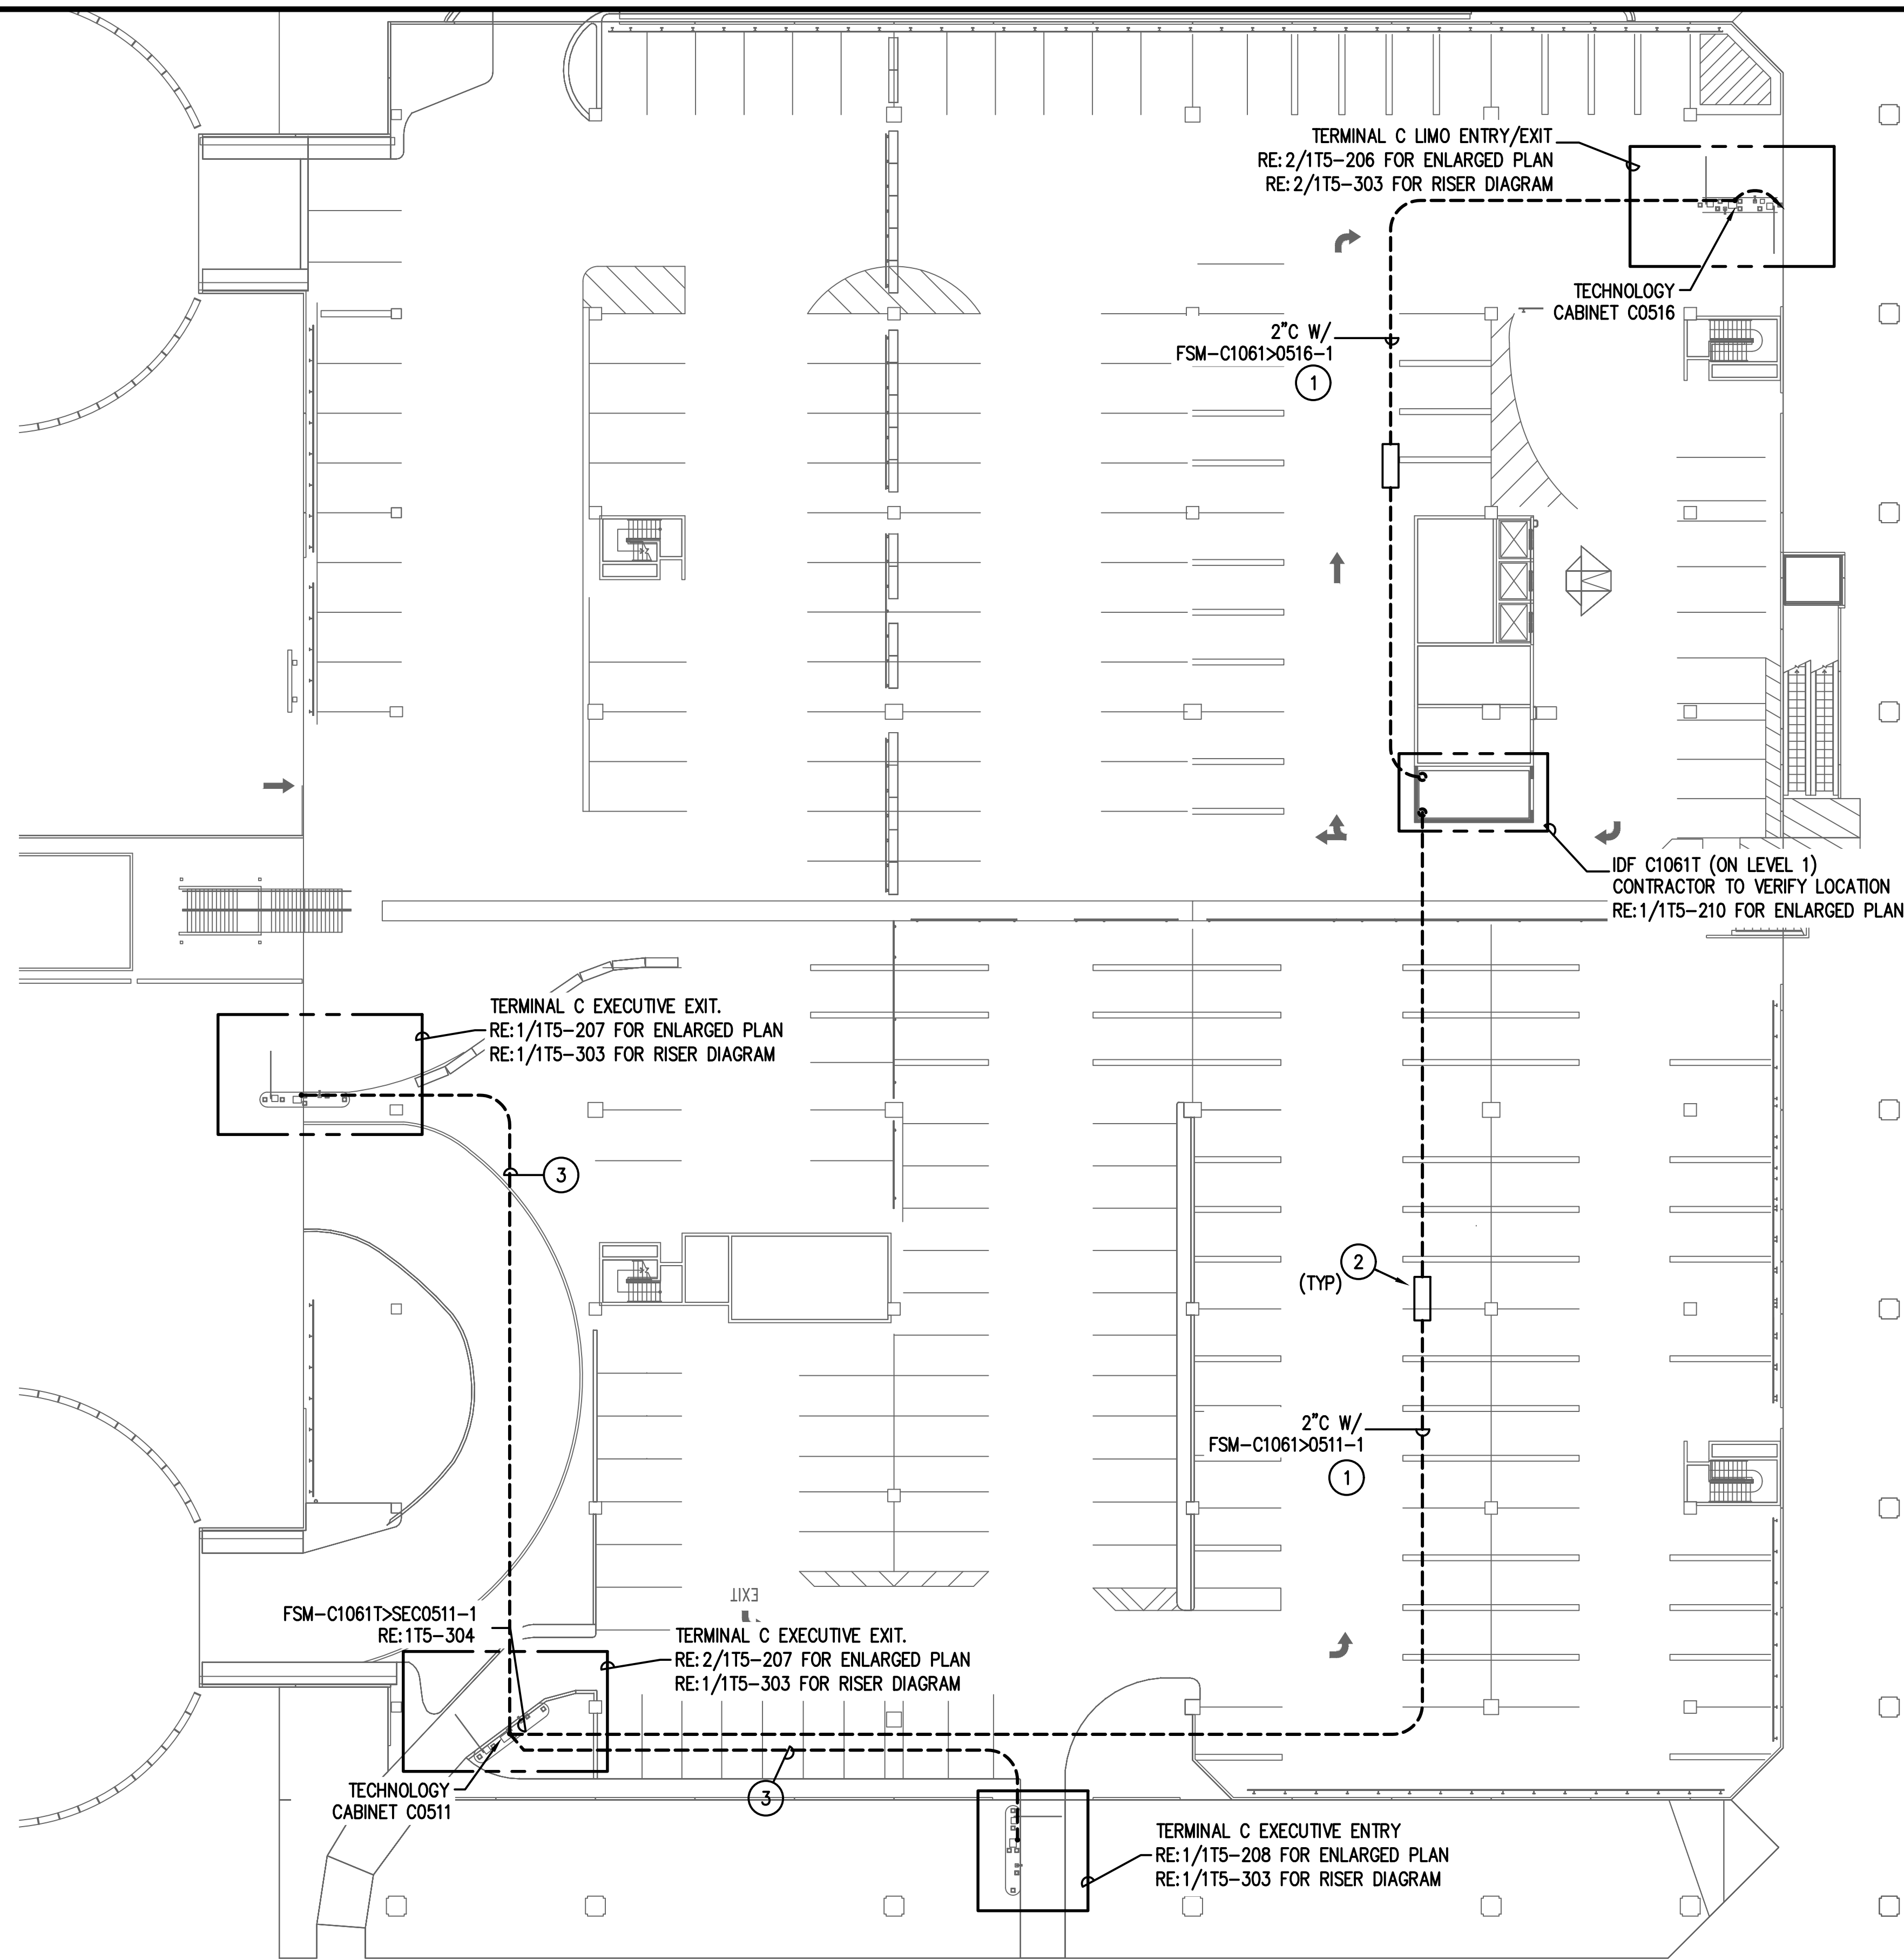 TERMINAL C LIMO ENTRY/EXIT
RE:2/1T5-206 FOR ENLARGED PLAN
RE:2/1T5-303 FOR RISER DIAGRAM
TECHNOLOGY
CABINET C0516
2"C W/
FSM-C1061>0516-1
1
IDF C1061T (ON LEVEL 1)
CONTRACTOR TO VERIFY LOCATION
RE:1/1T5-210 FOR ENLARGED PLAN
TERMINAL C EXECUTIVE EXIT.
RE:1/1T5-207 FOR ENLARGED PLAN
RE:1/1T5-303 FOR RISER DIAGRAM
3
2
(TYP)
2"C W/
FSM-C1061>0511-1
1
EXIT
FSM-C1061T>SEC0511-1
RE:1T5-304
TERMINAL C EXECUTIVE EXIT.
RE:2/1T5-207 FOR ENLARGED PLAN
RE:1/1T5-303 FOR RISER DIAGRAM
TECHNOLOGY
CABINET C0511
3
TERMINAL C EXECUTIVE ENTRY
RE:1/1T5-208 FOR ENLARGED PLAN
RE:1/1T5-303 FOR RISER DIAGRAM